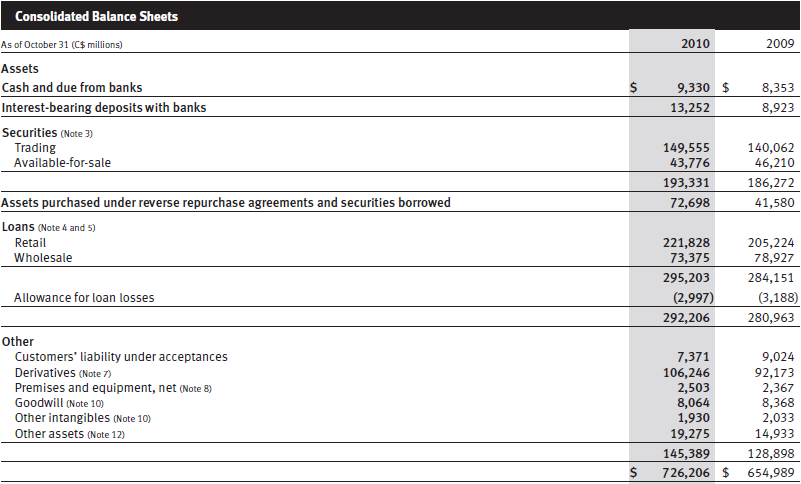 Consolidated Balance Sheets
As of October 31 (C$ millions) 2010 2009
Assets
Cash and due from banks $ 9,330 $ 8,353
Interest-bearing deposits with banks 13,252 8,923
Securities (Note 3)
Trading 149,555 140,062
Available-for-sale 43,776 46,210
193,331 186,272
Assets purchased under reverse repurchase agreements and securities borrowed 72,698 41,580
Loans (Note 4 and 5)
Retail 221,828 205,224
Wholesale 73,375 78,927
295,203 284,151
Allowance for loan losses (2,997) (3,188)
292,206 280,963
Other
Customers' liability under acceptances 7,371 9,024
Derivatives (Note 7) 106,246 92,173
Premises and equipment, net (Note 8) 2,503 2,367
Goodwill (Note 10) 8,064 8,368
Other intangibles (Note 10) 1,930 2,033
Other assets (Note 12) 19,275 14,933
145,389 128,898
$ 726,206 $ 654,989